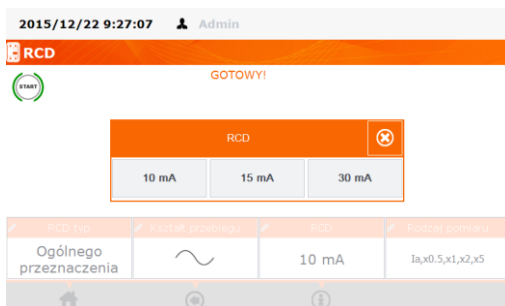 2015/12/22 9:27:07 Admin
RCD
START
GOTOWY!
RCD
10 mA 15 mA 30 mA
RCD typ Kształt przebiegu RCD Rodzaj pomiaru
Ogólnego
przeznaczenia
10 mA
Ia,x0.5,x1,x2,x5